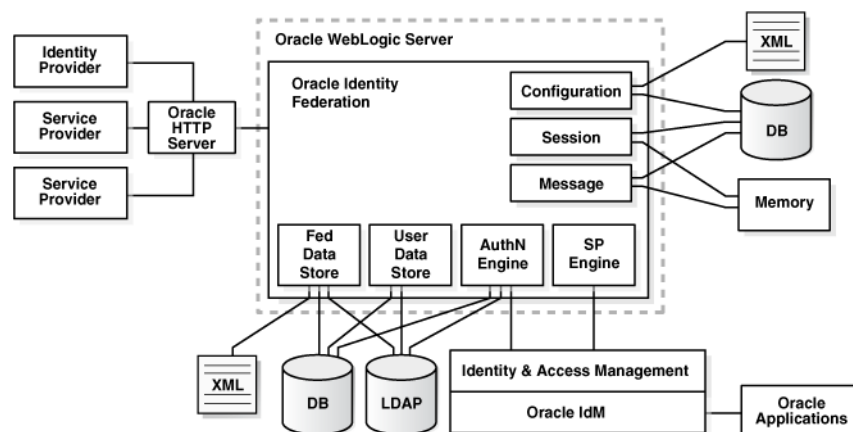 Oracle WebLogic Server
XML
Identity
Provider
Oracle Identity
Federation
Configuration
Service
Provider
Oracle
HTTP
Server
Session
DB
Service
Provider
Message
Memory
Fed
Data
Store
User
Data
Store
AuthN
Engine
SP
Engine
XML
DB
LDAP
Identity & Access Management
Oracle IdM
Oracle
Applications